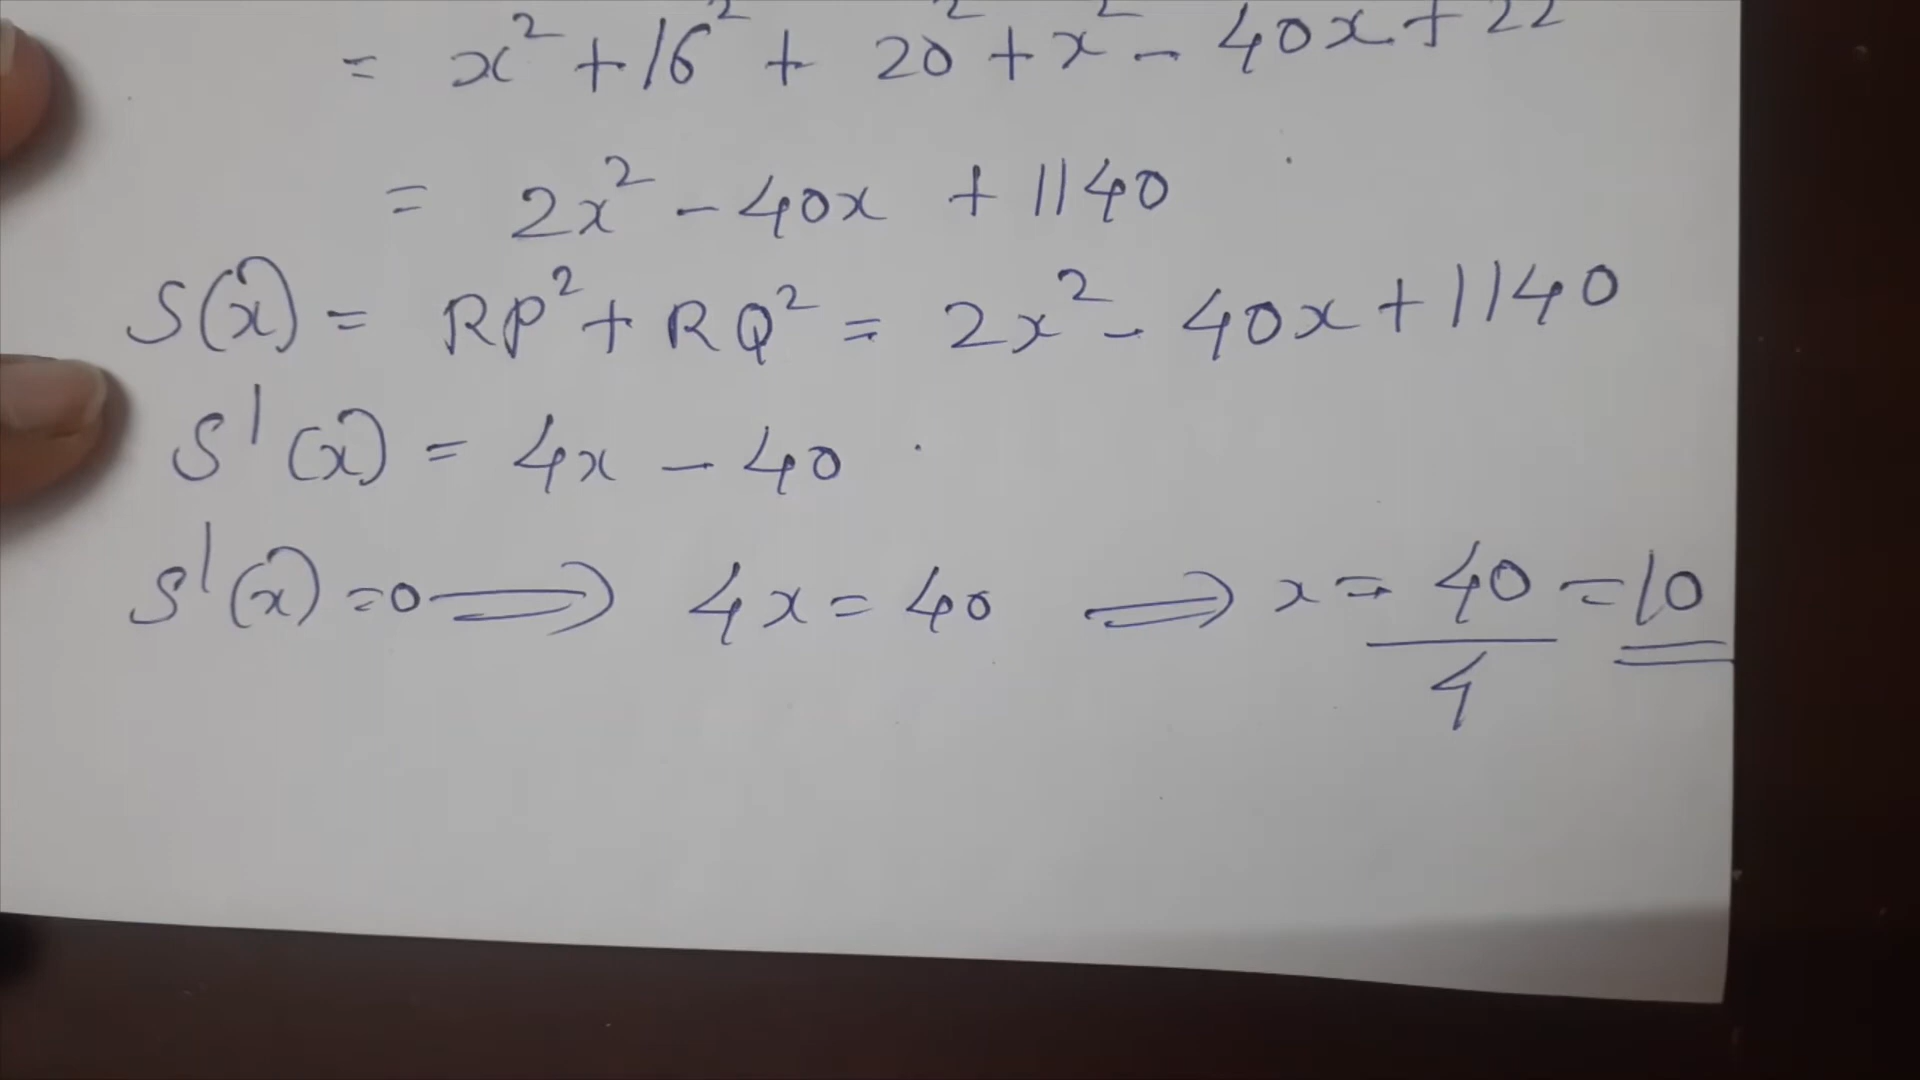 = x² + 16² + 20² + x² - 40x + 22
= 2x² - 40x + 1140
S(x) = RP² + RQ² = 2x² - 40x + 1140
S'(x) = 4x - 40
S'(x) = 0 ⟹ 4x = 40 ⟹ x = 40/4 = 10